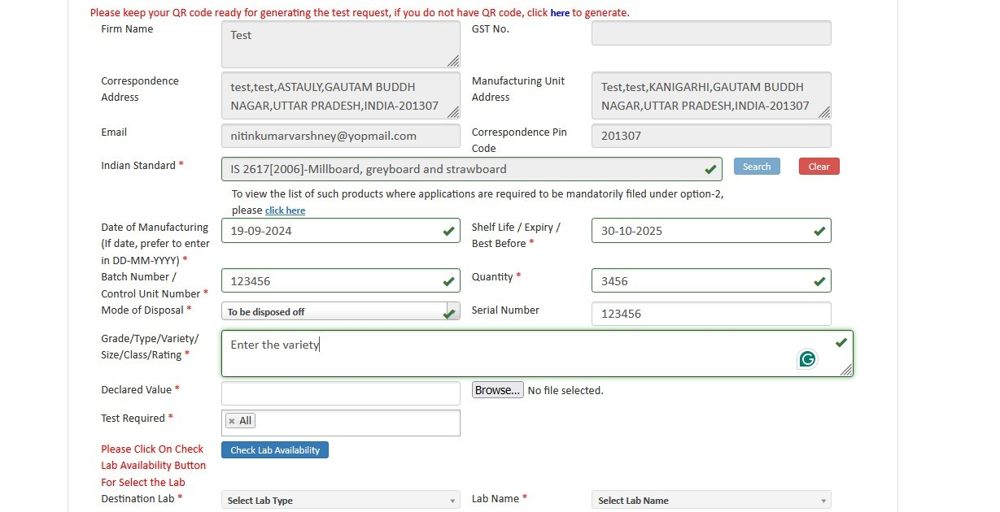 Please keep your QR code ready for generating the test request, if you do not have QR code, click here to generate.
Firm Name
Test
GST No.
Correspondence
Address
test,test,ASTAULY,GAUTAM BUDDH
NAGAR,UTTAR PRADESH,INDIA-201307
Manufacturing Unit
Address
Test,test,KANIGARHI,GAUTAM BUDDH
NAGAR,UTTAR PRADESH,INDIA-201307
Email
nitinkumarvarshney@yopmail.com
Correspondence Pin
Code
201307
Indian Standard *
IS 2617[2006]-Millboard, greyboard and strawboard
Search
Clear
To view the list of such products where applications are required to be mandatorily filed under option-2,
please click here
Date of Manufacturing
(If date, prefer to enter
in DD-MM-YYYY) *
19-09-2024
Shelf Life / Expiry /
Best Before *
30-10-2025
Batch Number /
Control Unit Number *
123456
Quantity *
3456
Mode of Disposal *
To be disposed off
Serial Number
123456
Grade/Type/Variety/
Size/Class/Rating *
Enter the variety
Declared Value *
Browse... No file selected.
Test Required *
× All
Please Click On Check
Lab Availability Button
For Select the Lab
Check Lab Availability
Destination Lab *
Select Lab Type
Lab Name *
Select Lab Name